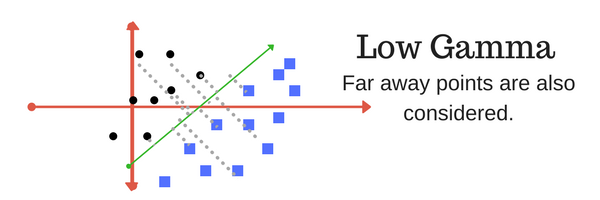 Low Gamma
Far away points are also
considered.